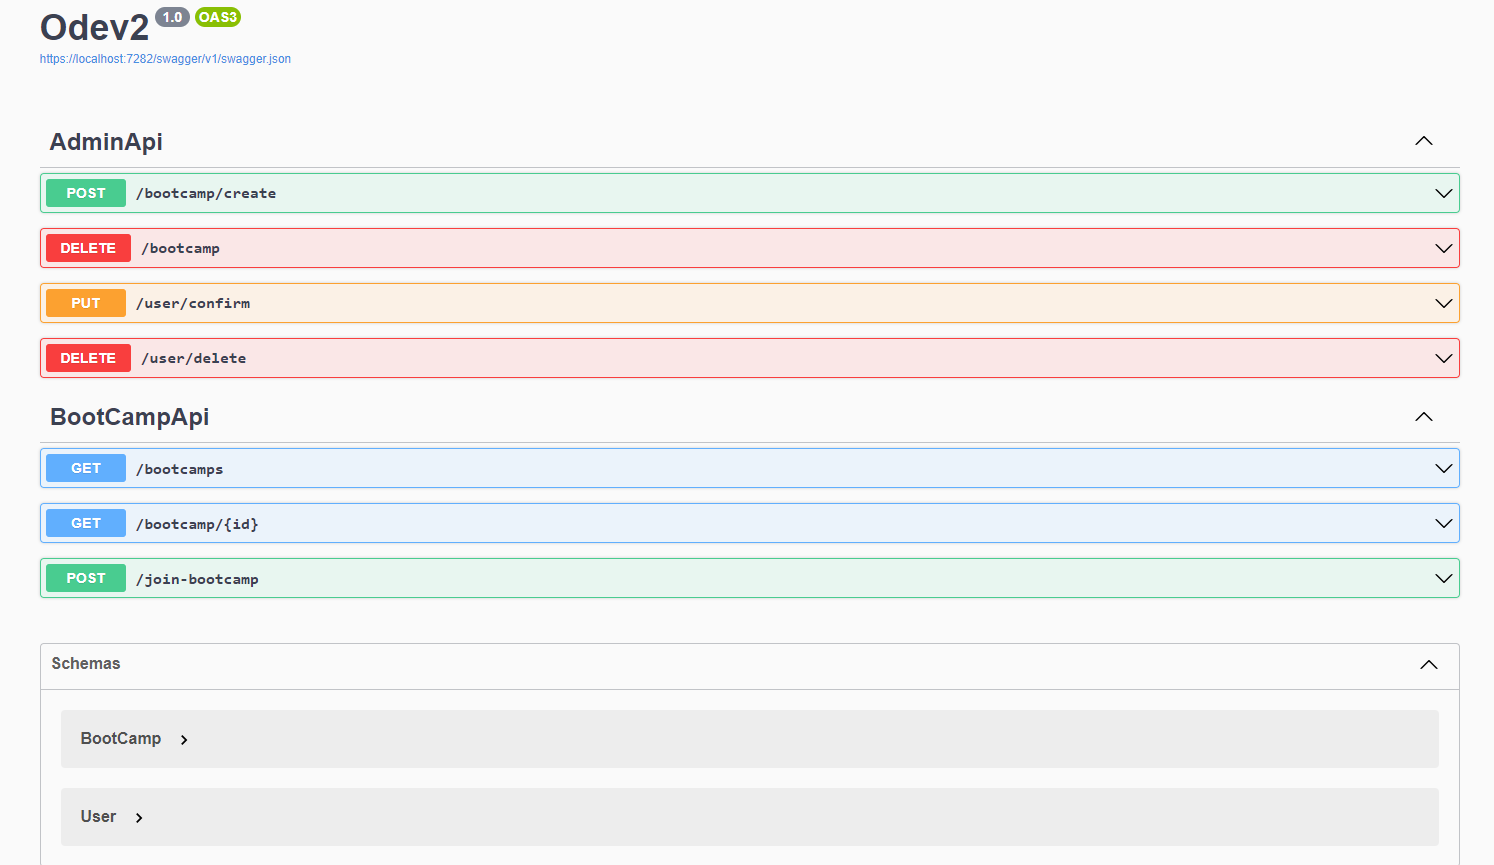 Odev2 1.0 OAS3
https://localhost:7282/swagger/v1/swagger.json
AdminApi
POST /bootcamp/create
DELETE /bootcamp
PUT /user/confirm
DELETE /user/delete
BootCampApi
GET /bootcamps
GET /bootcamp/{id}
POST /join-bootcamp
Schemas
BootCamp
User